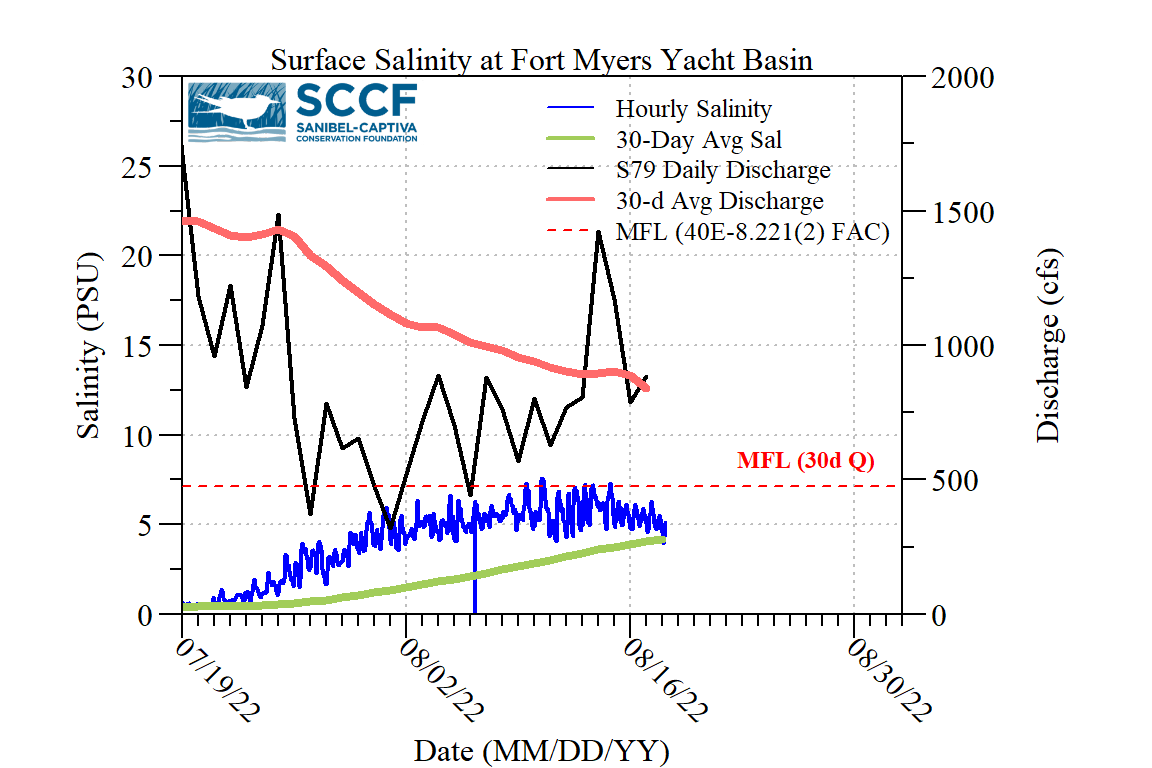 Surface Salinity at Fort Myers Yacht Basin
SCCF
SANIBEL-CAPTIVA
CONSERVATION FOUNDATION
Hourly Salinity
30-Day Avg Sal
S79 Daily Discharge
30-d Avg Discharge
MFL (40E-8.221(2) FAC)
MFL (30d Q)
Salinity (PSU)
30
25
20
15
10
5
0
Discharge (cfs)
2000
1500
1000
500
0
07/19/22
08/02/22
08/16/22
08/30/22
Date (MM/DD/YY)